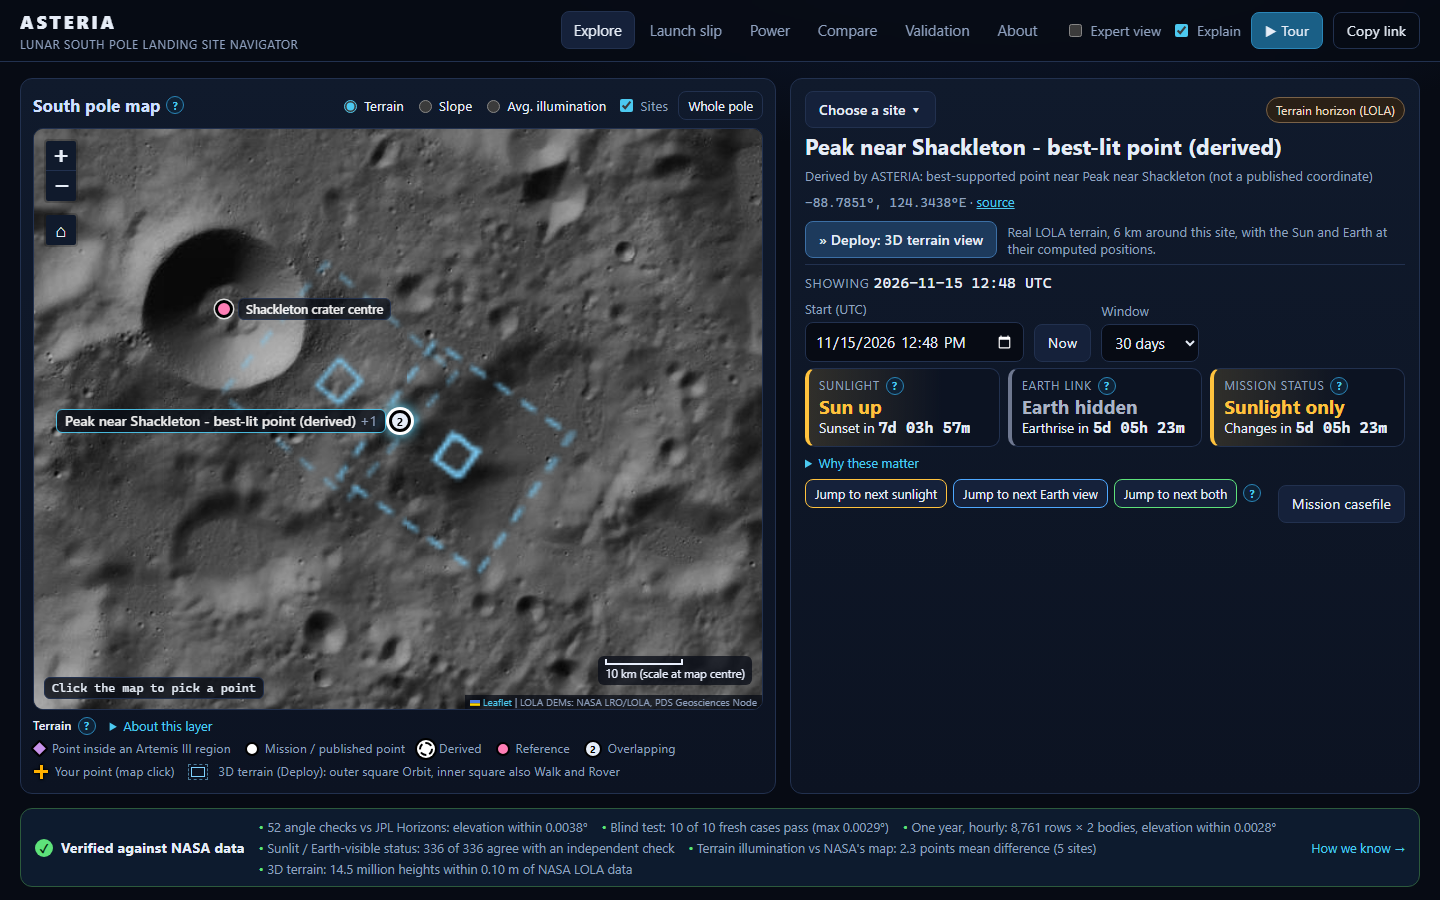 ASTERIA
LUNAR SOUTH POLE LANDING SITE NAVIGATOR
Explore Launch slip Power Compare Validation About Expert view Explain ▶ Tour Copy link
South pole map ? Terrain Slope Avg. illumination Sites Whole pole
+
−
⌂
Shackleton crater centre
Peak near Shackleton - best-lit point (derived) +1 2
10 km (scale at map centre)
Click the map to pick a point
Leaflet | LOLA DEMs: NASA LRO/LOLA, PDS Geosciences Node
Terrain ? ▶ About this layer
Point inside an Artemis III region Mission / published point Derived Reference 2 Overlapping
Your point (map click) 3D terrain (Deploy): outer square Orbit, inner square also Walk and Rover
Choose a site ▾ Terrain horizon (LOLA)
Peak near Shackleton - best-lit point (derived)
Derived by ASTERIA: best-supported point near Peak near Shackleton (not a published coordinate)
−88.7851°, 124.3438°E · source
» Deploy: 3D terrain view Real LOLA terrain, 6 km around this site, with the Sun and Earth at
their computed positions.
SHOWING 2026-11-15 12:48 UTC
Start (UTC) Window
11/15/2026 12:48 PM Now 30 days
SUNLIGHT ? EARTH LINK ? MISSION STATUS ?
Sun up Earth hidden Sunlight only
Sunset in 7d 03h 57m Earthrise in 5d 05h 23m Changes in 5d 05h 23m
▶ Why these matter
Jump to next sunlight Jump to next Earth view Jump to next both ? Mission casefile
✓ Verified against NASA data
• 52 angle checks vs JPL Horizons: elevation within 0.0038° • Blind test: 10 of 10 fresh cases pass (max 0.0029°) • One year, hourly: 8,761 rows × 2 bodies, elevation within 0.0028°
• Sunlit / Earth-visible status: 336 of 336 agree with an independent check • Terrain illumination vs NASA's map: 2.3 points mean difference (5 sites)
• 3D terrain: 14.5 million heights within 0.10 m of NASA LOLA data
How we know →